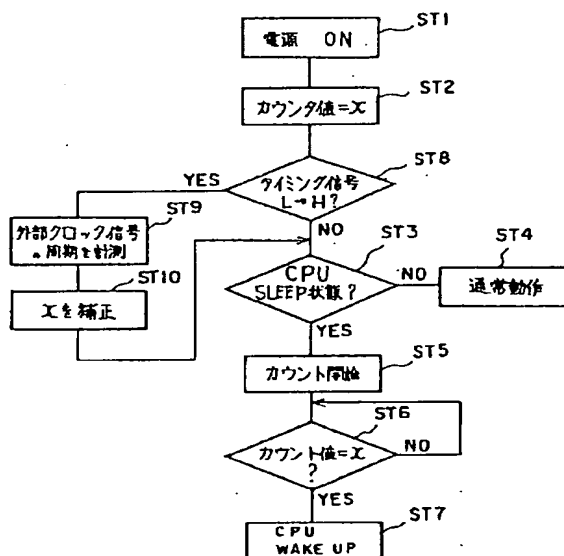 ST1
電源 ON
ST2
カウンタ値=x
ST8
タイミング信号
L→H?
YES
NO
ST9
外部クロック信号
の周期を計測
ST10
xを補正
ST3
CPU
SLEEP状態?
NO
YES
ST4
通常動作
ST5
カウント開始
ST6
カウント値=x
?
NO
YES
ST7
CPU
WAKE UP